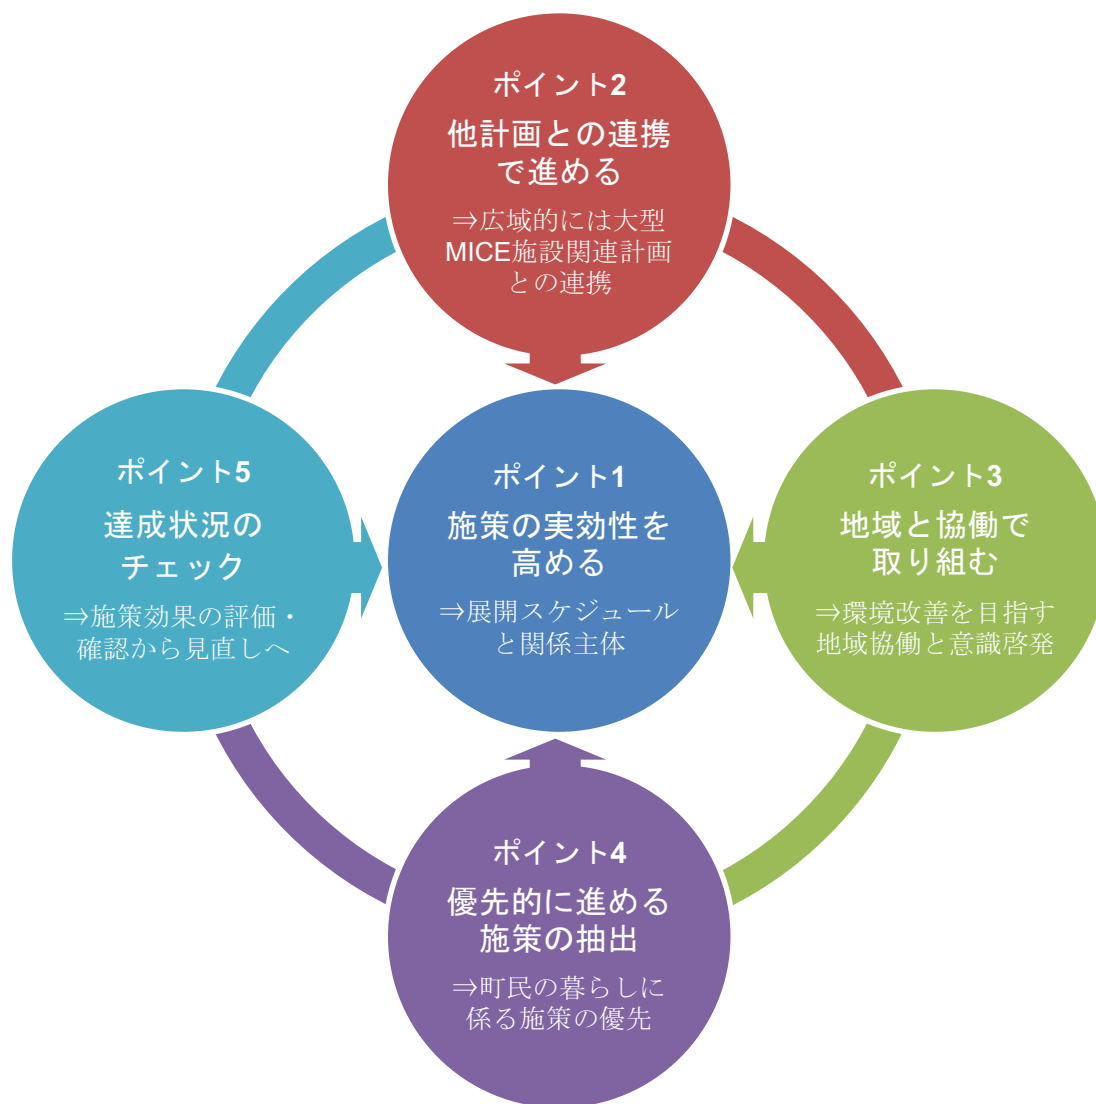 ポイント2
他計画との連携
で進める
⇒広域的には大型
MICE施設関連計画
との連携
ポイント5
達成状況の
チェック
⇒施策効果の評価・
確認から見直しへ
ポイント1
施策の実効性を
高める
⇒展開スケジュール
と関係主体
ポイント3
地域と協働で
取り組む
⇒環境改善を目指す
地域協働と意識啓発
ポイント4
優先的に進める
施策の抽出
⇒町民の暮らしに
係る施策の優先